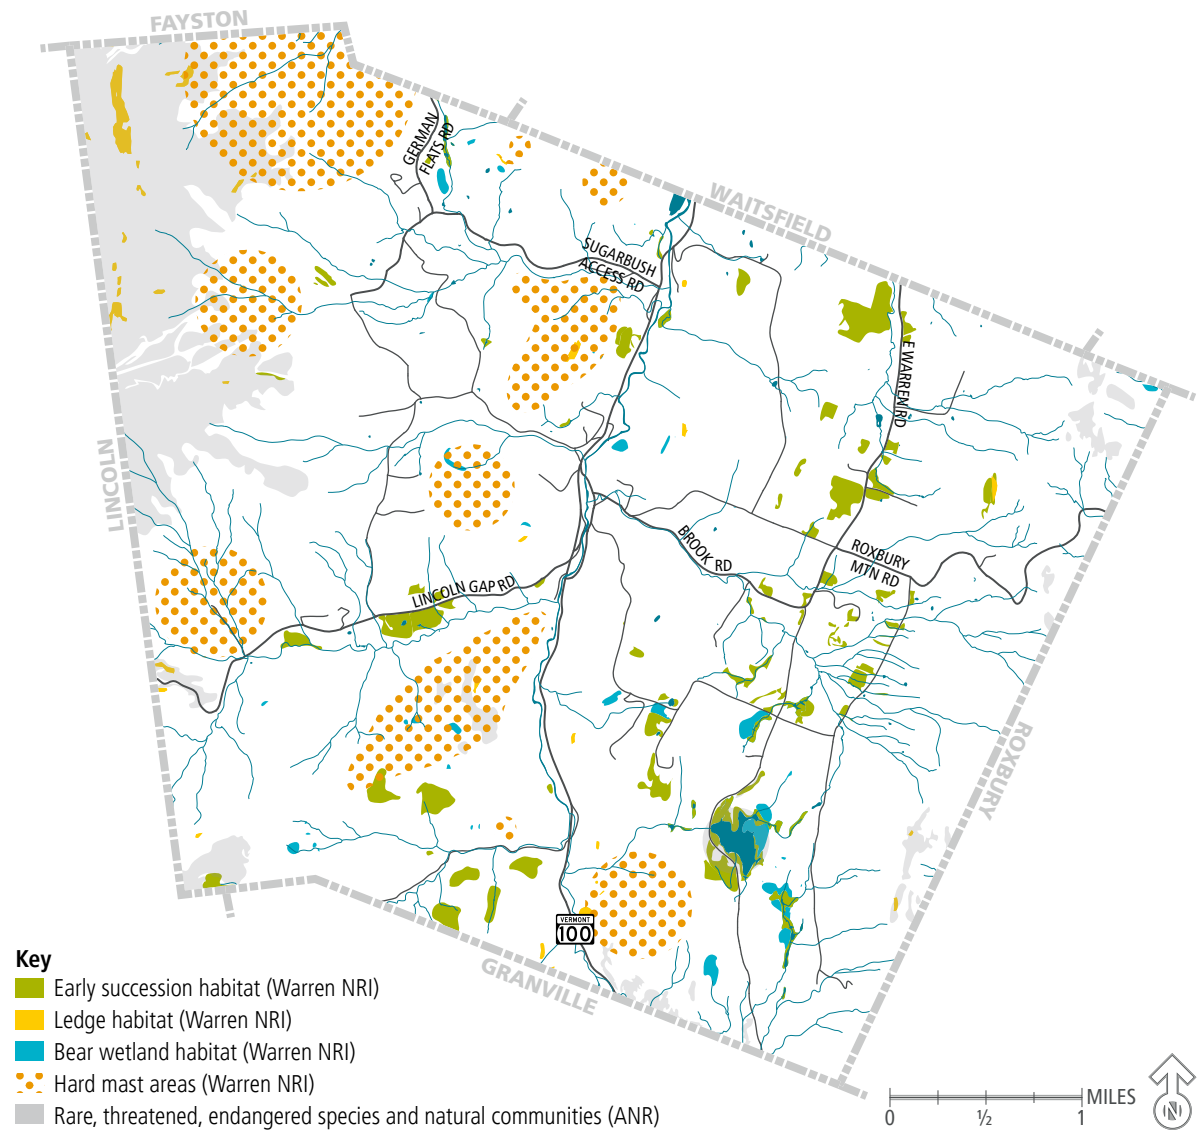 FAYSTON
GERMAN
FLATS RD
WAITSFIELD
SUGARBUSH
ACCESS RD
E WARREN RD
LINCOLN
BROOK RD
ROXBURY
MTN RD
LINCOLN GAP RD
ROXBURY
VERMONT
100
GRANVILLE
Key
Early succession habitat (Warren NRI)
Ledge habitat (Warren NRI)
Bear wetland habitat (Warren NRI)
Hard mast areas (Warren NRI)
Rare, threatened, endangered species and natural communities (ANR)
MILES
0 ½ 1
N